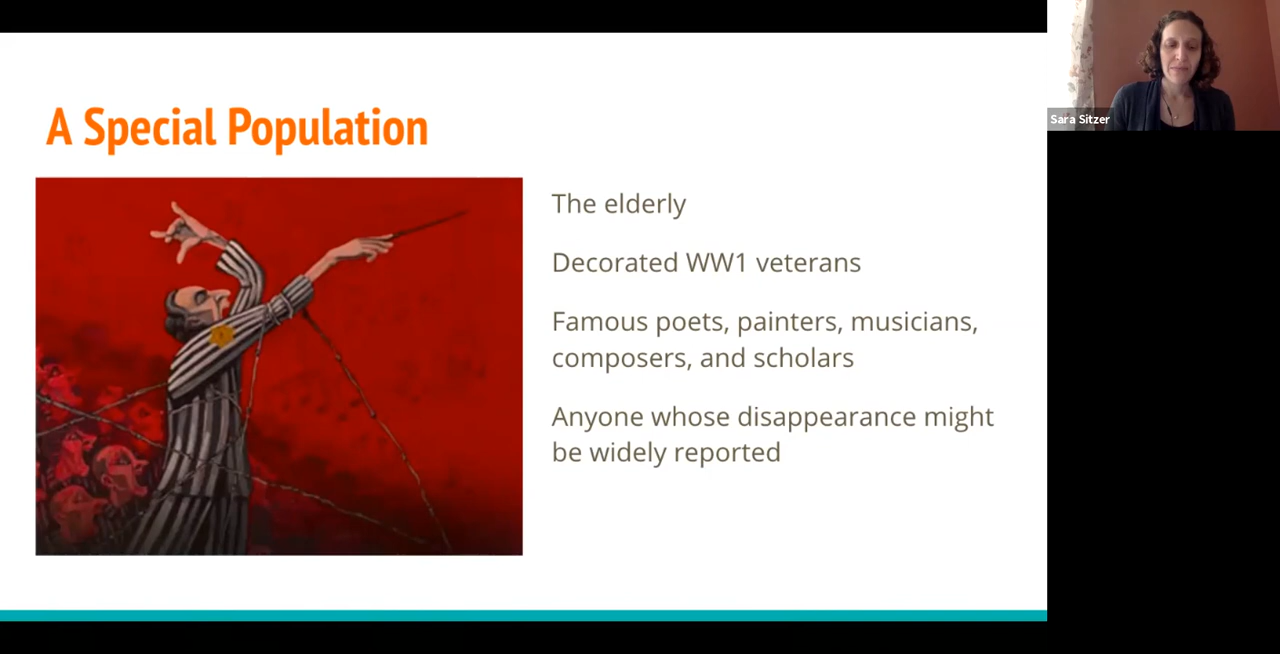 A Special Population
The elderly
Decorated WW1 veterans
Famous poets, painters, musicians,
composers, and scholars
Anyone whose disappearance might
be widely reported
Sara Sitzer